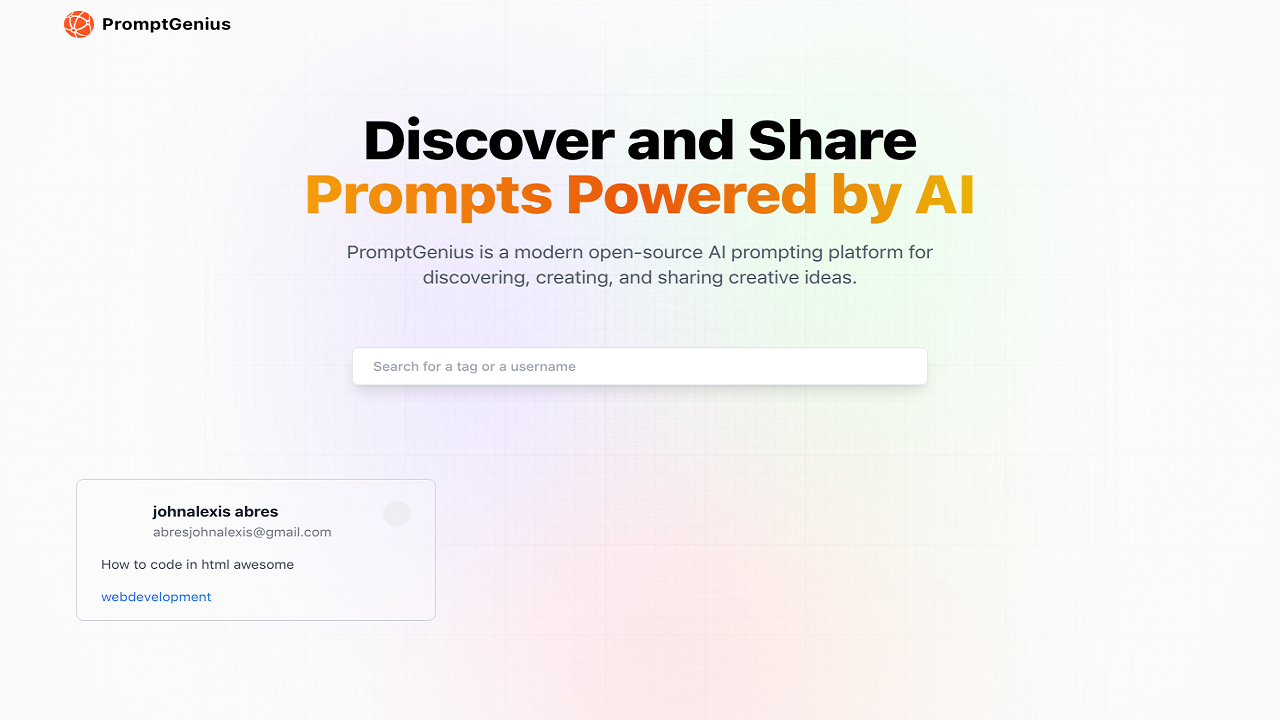 PromptGenius
Discover and Share
Prompts Powered by AI
PromptGenius is a modern open-source AI prompting platform for
discovering, creating, and sharing creative ideas.
Search for a tag or a username
johnalexis abres
abresjohnalexis@gmail.com
How to code in html awesome
webdevelopment